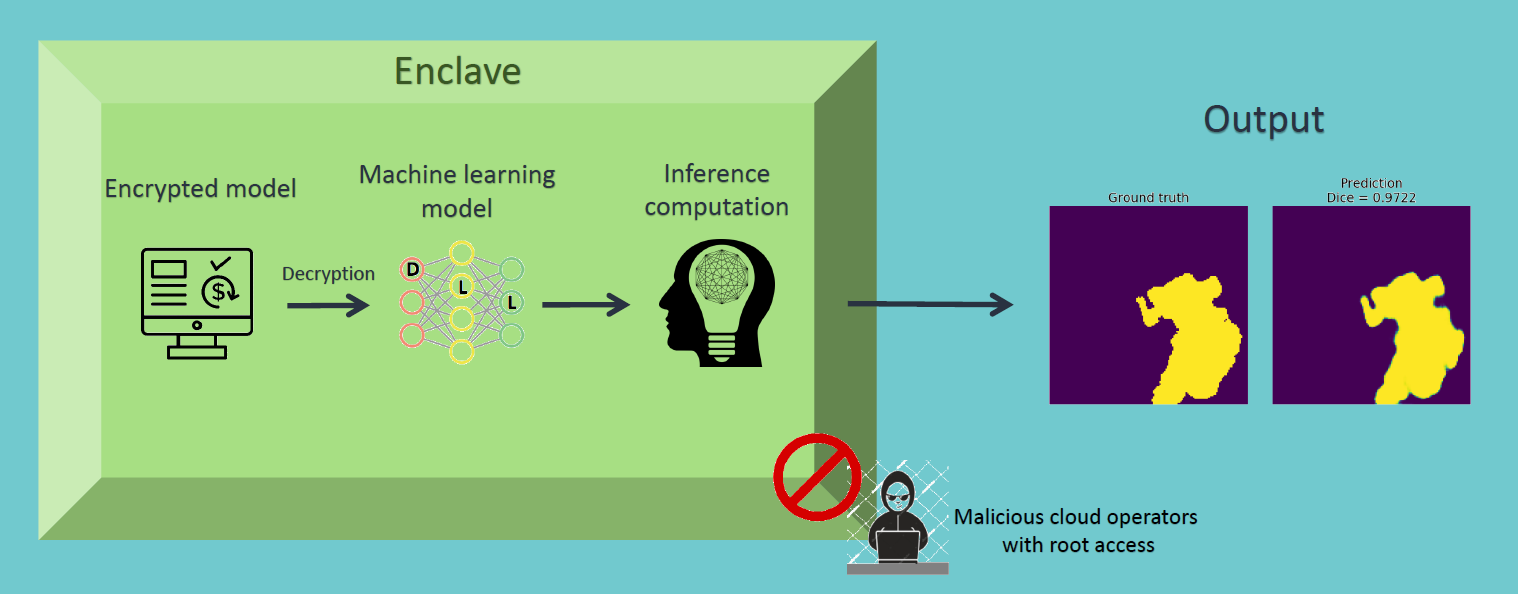 Enclave
Encrypted model
Decryption
Machine learning
model
D
L
L
Inference
computation
$
Output
Ground truth
Prediction
Dice = 0.9722
Malicious cloud operators
with root access